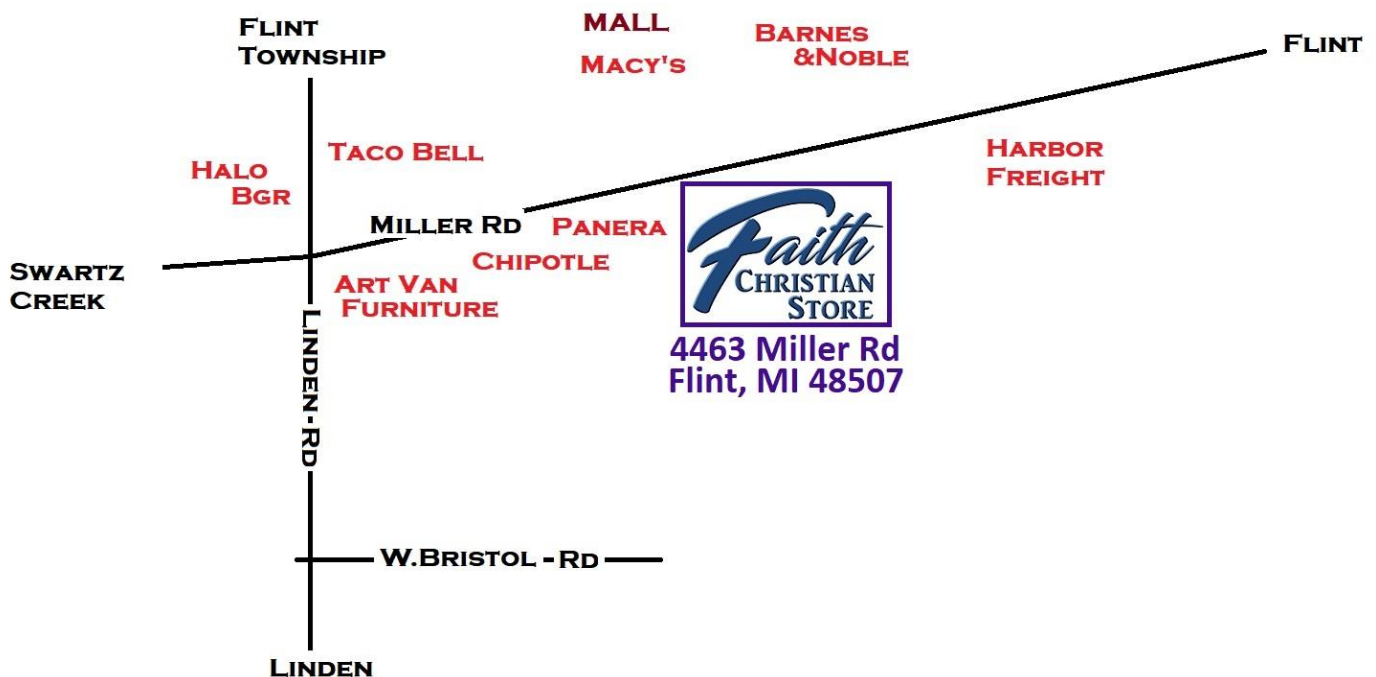 FLINT
TOWNSHIP
MALL
MACY'S
BARNES
&NOBLE
FLINT
TACO BELL
HALO
BGR
HARBOR
FREIGHT
MILLER RD
PANERA
CHIPOTLE
SWARTZ
CREEK
ART VAN
FURNITURE
Faith
CHRISTIAN
STORE
4463 Miller Rd
Flint, MI 48507
LINDEN-RD
W.BRISTOL-RD
LINDEN